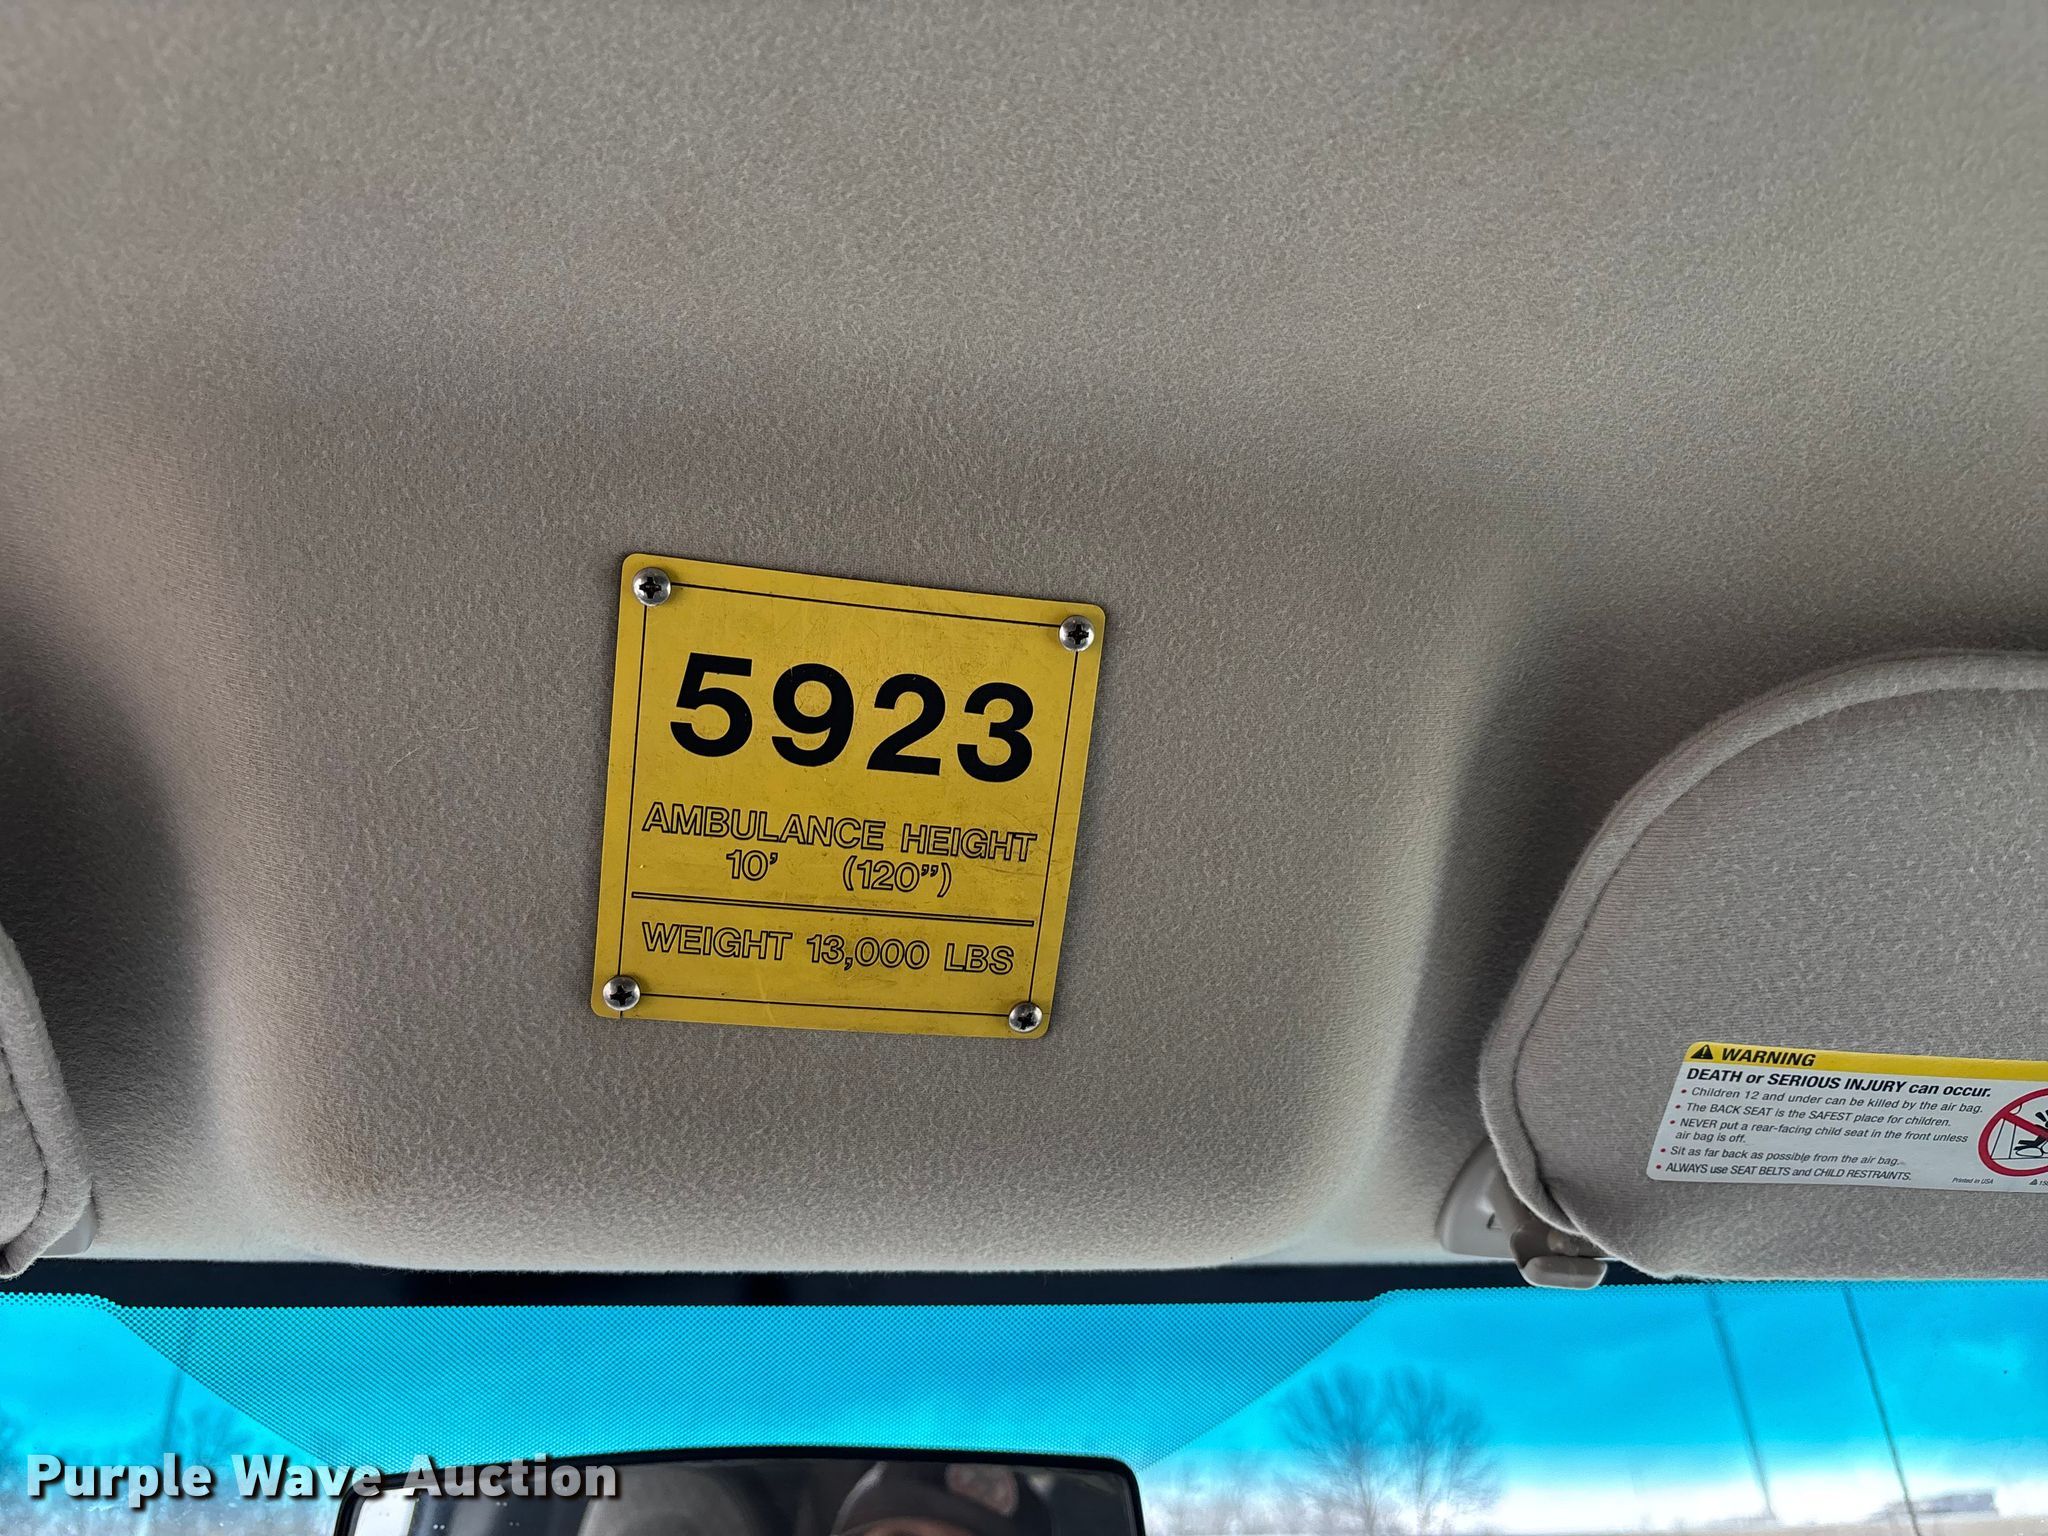 5923
AMBULANCE HEIGHT
10' (120")
WEIGHT 13,000 LBS
WARNING
DEATH or SERIOUS INJURY can occur.
• Children 12 and under can be killed by the air bag.
• The BACK SEAT is the SAFEST place for children.
• NEVER put a rear-facing child seat in the front unless
air bag is off.
• Sit as far back as possible from the air bag.
• ALWAYS use SEAT BELTS and CHILD RESTRAINTS.
Printed in USA
Purple Wave Auction